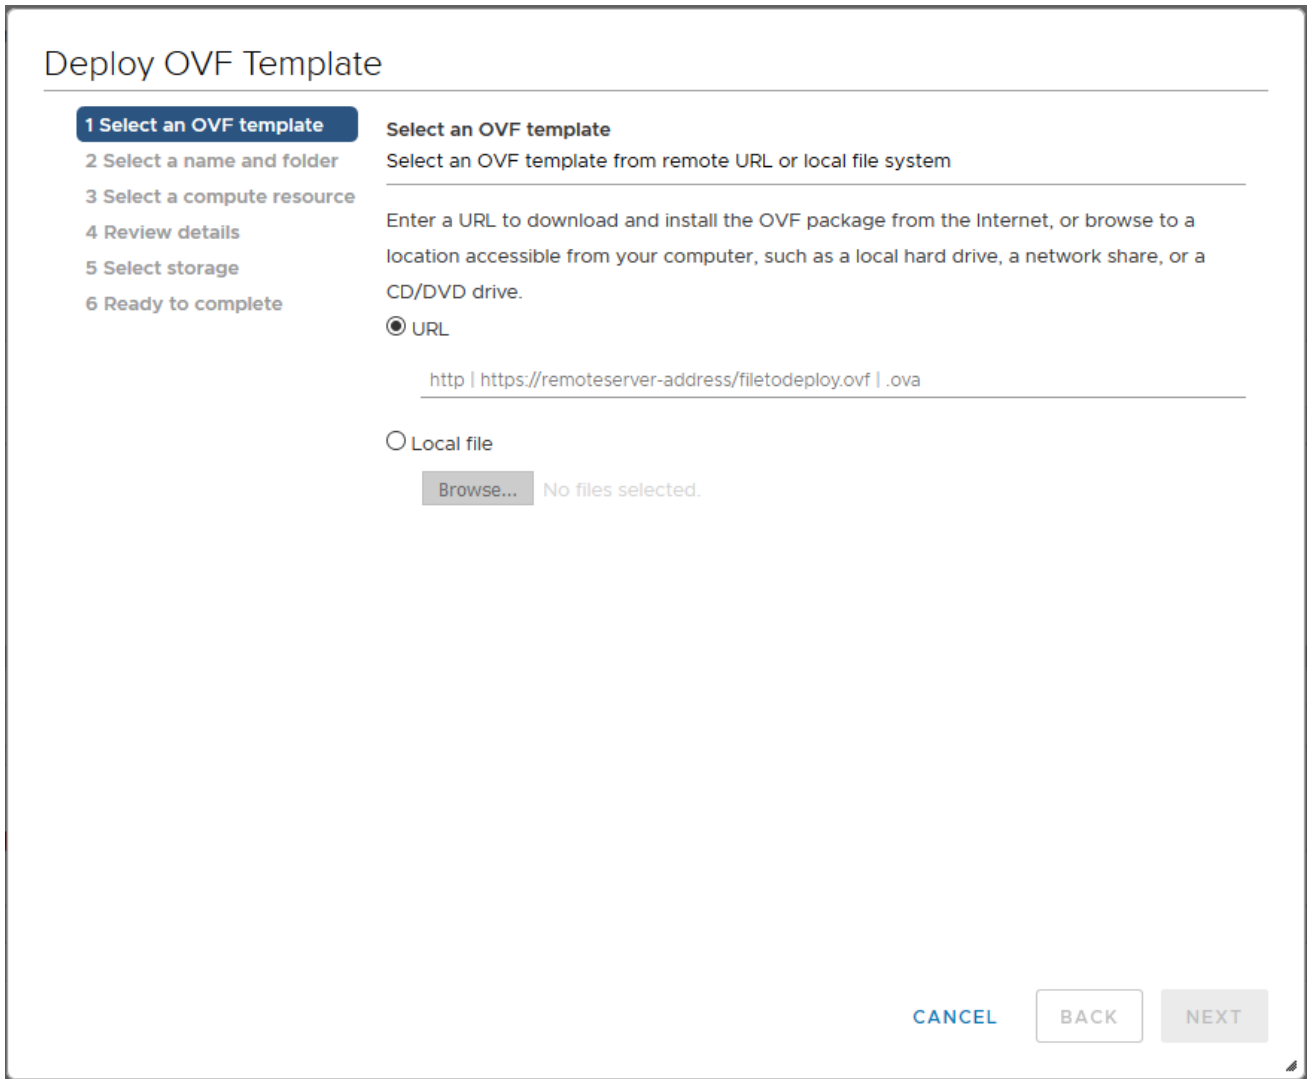 Deploy OVF Template
1 Select an OVF template
2 Select a name and folder
3 Select a compute resource
4 Review details
5 Select storage
6 Ready to complete
Select an OVF template
Select an OVF template from remote URL or local file system
Enter a URL to download and install the OVF package from the Internet, or browse to a
location accessible from your computer, such as a local hard drive, a network share, or a
CD/DVD drive.
URL
http | https://remoteserver-address/filetodeploy.ovf | .ova
Local file
Browse... No files selected.
CANCEL BACK NEXT